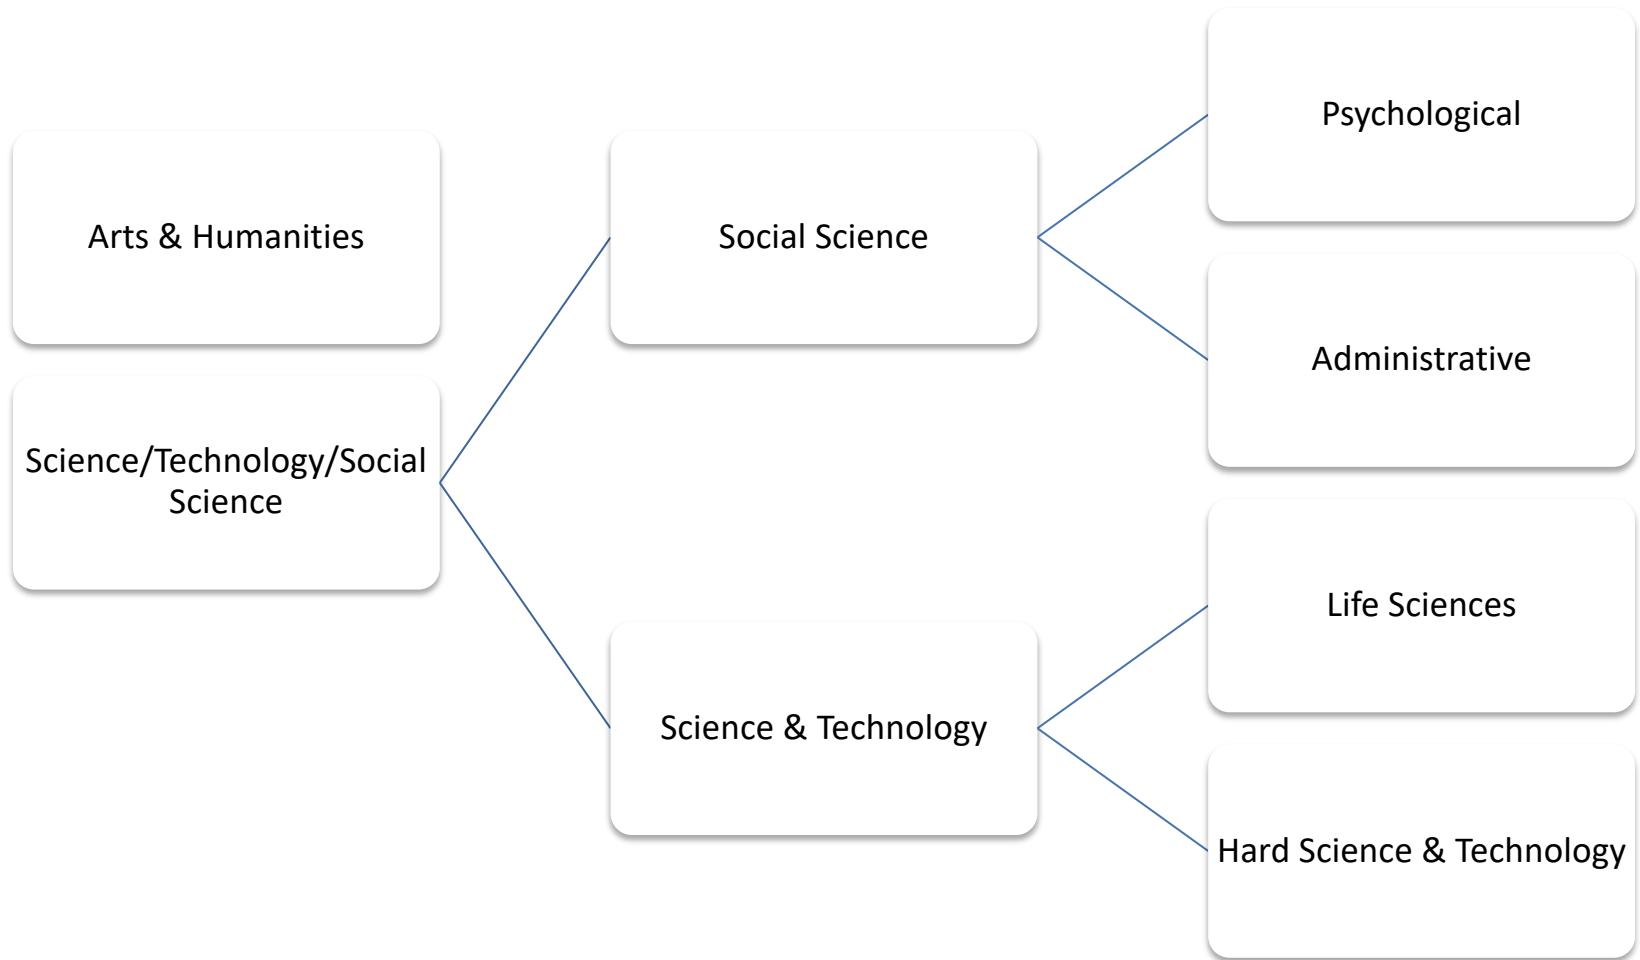 Arts & Humanities
Science/Technology/Social
Science
Social Science
Science & Technology
Psychological
Administrative
Life Sciences
Hard Science & Technology